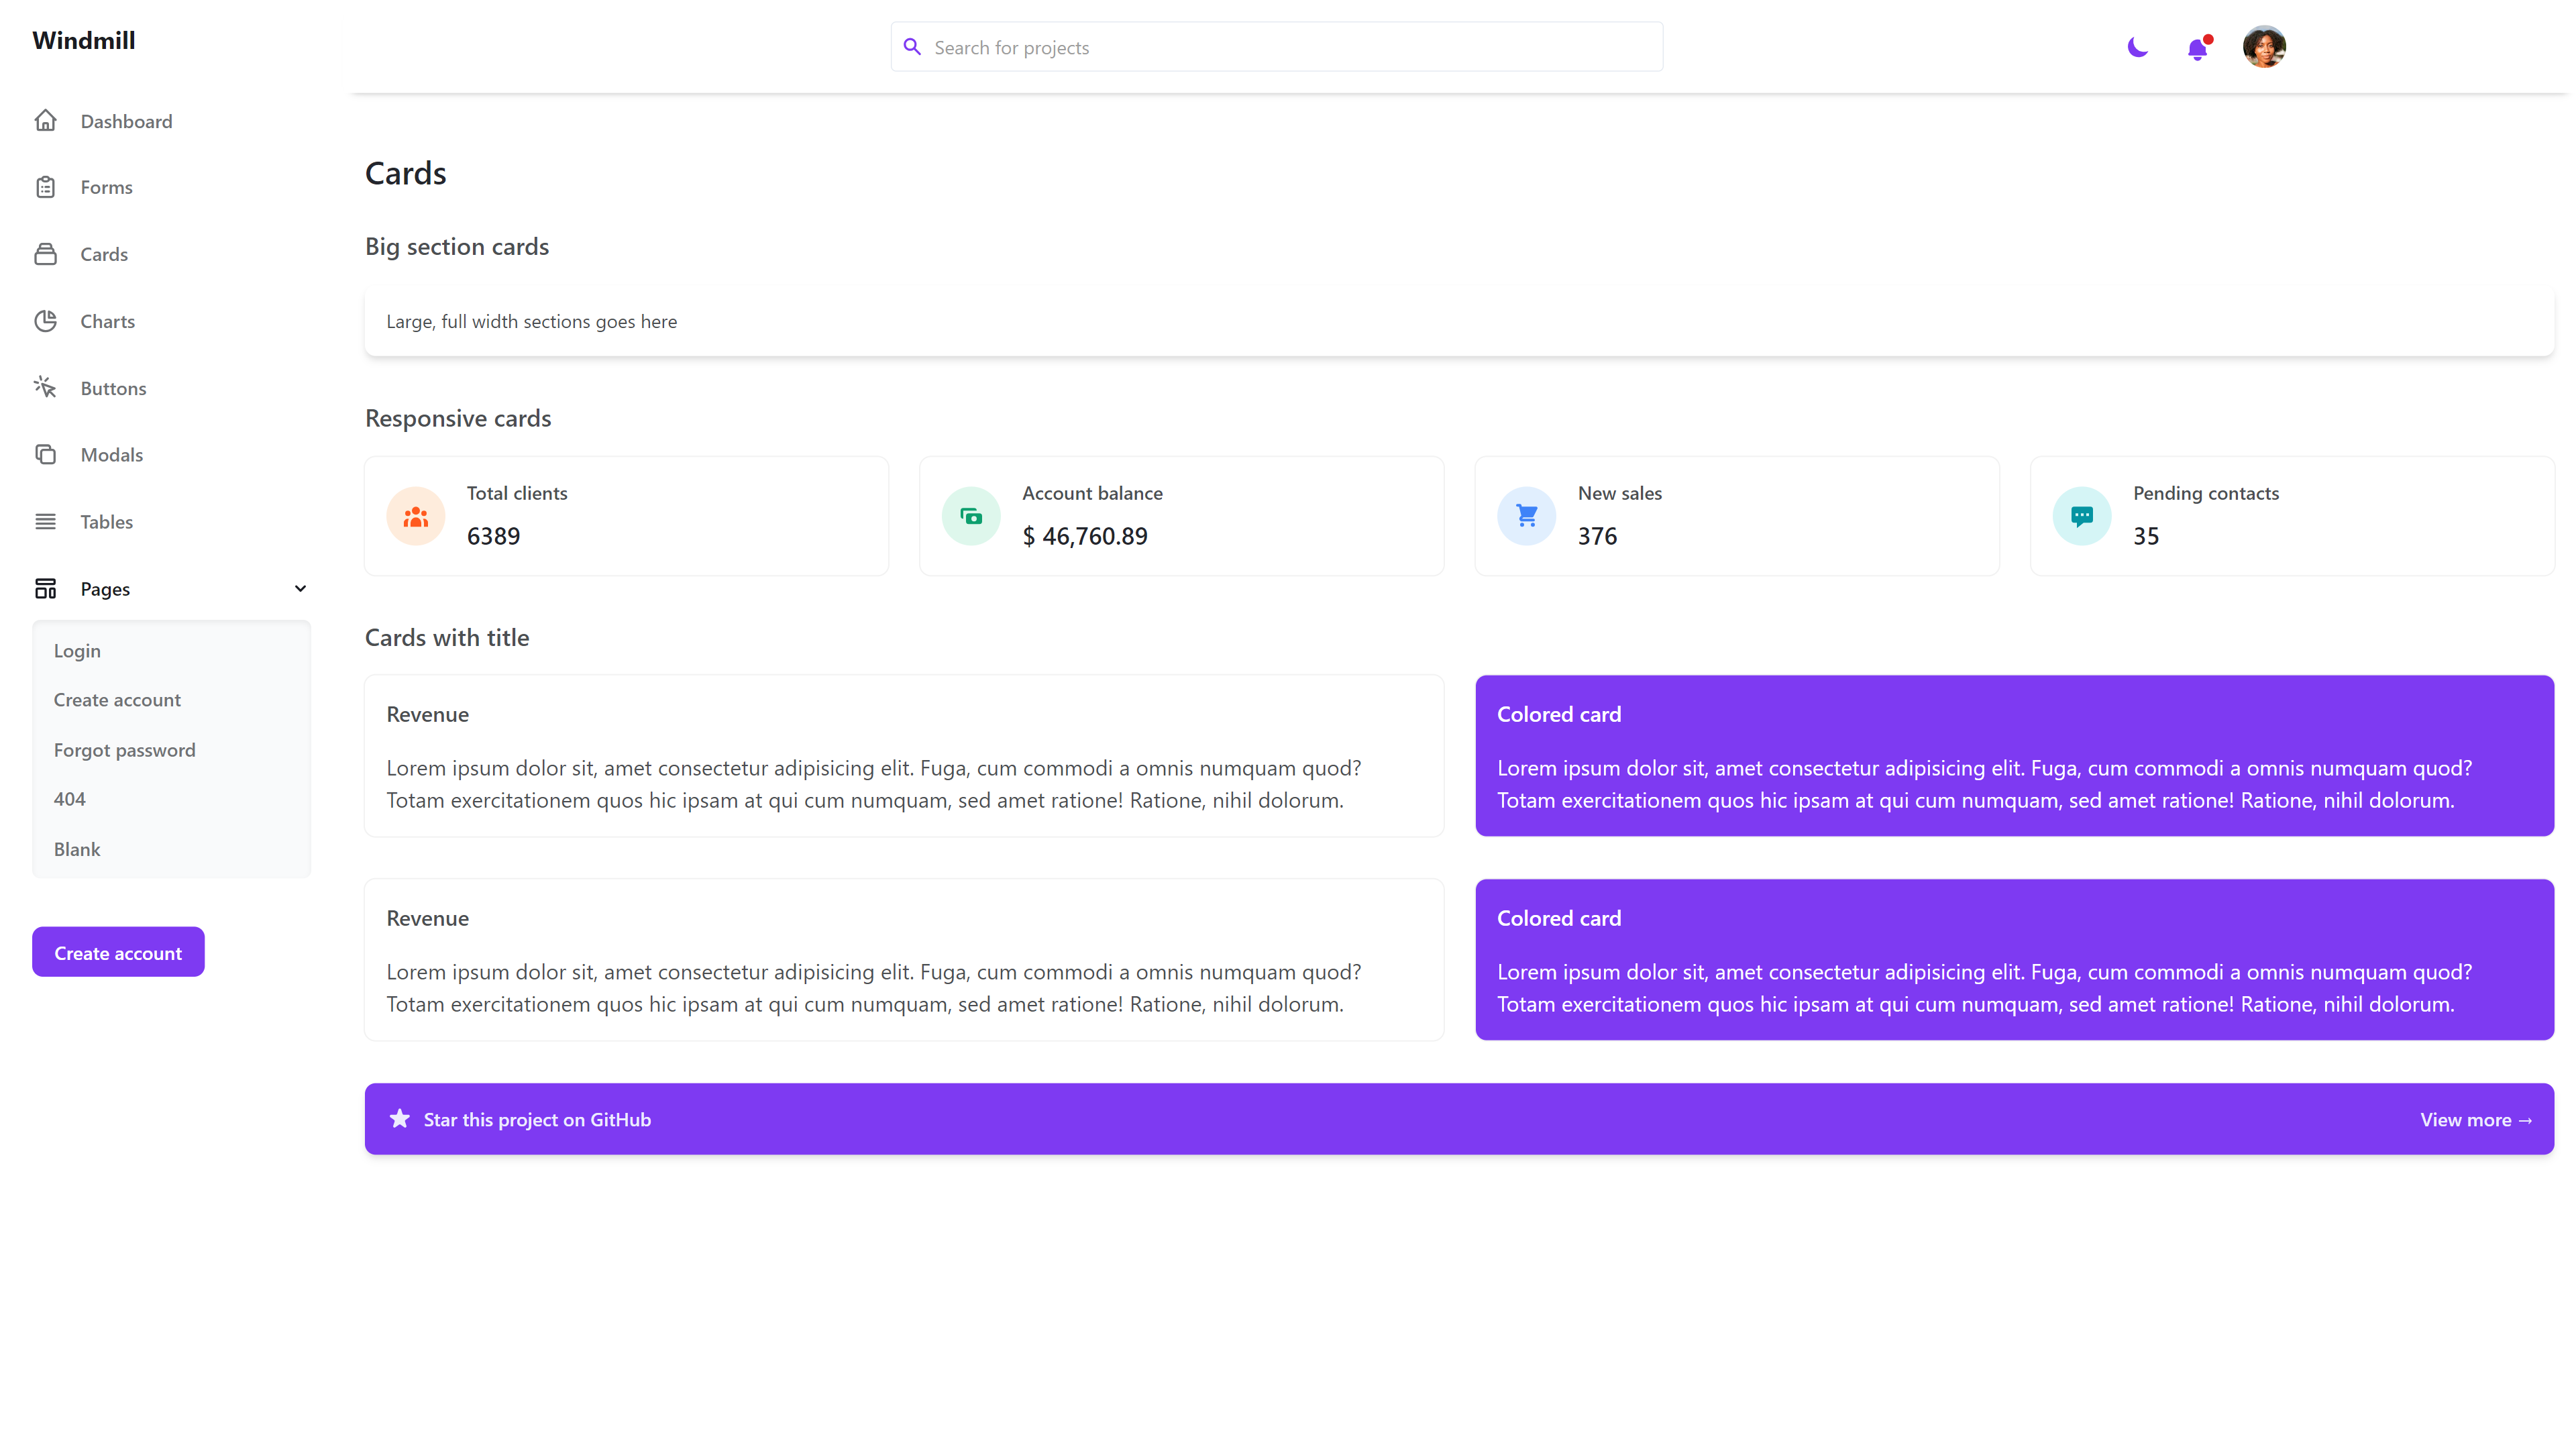 Windmill
Search for projects
Dashboard
Forms
Cards
Charts
Buttons
Modals
Tables
Pages
Login
Create account
Forgot password
404
Blank
Create account
Cards
Big section cards
Large, full width sections goes here
Responsive cards
Total clients
6389
Account balance
$ 46,760.89
New sales
376
Pending contacts
35
Cards with title
Revenue
Lorem ipsum dolor sit, amet consectetur adipisicing elit. Fuga, cum commodi a omnis numquam quod?
Totam exercitationem quos hic ipsam at qui cum numquam, sed amet ratione! Ratione, nihil dolorum.
Colored card
Lorem ipsum dolor sit, amet consectetur adipisicing elit. Fuga, cum commodi a omnis numquam quod?
Totam exercitationem quos hic ipsam at qui cum numquam, sed amet ratione! Ratione, nihil dolorum.
Revenue
Lorem ipsum dolor sit, amet consectetur adipisicing elit. Fuga, cum commodi a omnis numquam quod?
Totam exercitationem quos hic ipsam at qui cum numquam, sed amet ratione! Ratione, nihil dolorum.
Colored card
Lorem ipsum dolor sit, amet consectetur adipisicing elit. Fuga, cum commodi a omnis numquam quod?
Totam exercitationem quos hic ipsam at qui cum numquam, sed amet ratione! Ratione, nihil dolorum.
Star this project on GitHub
View more →